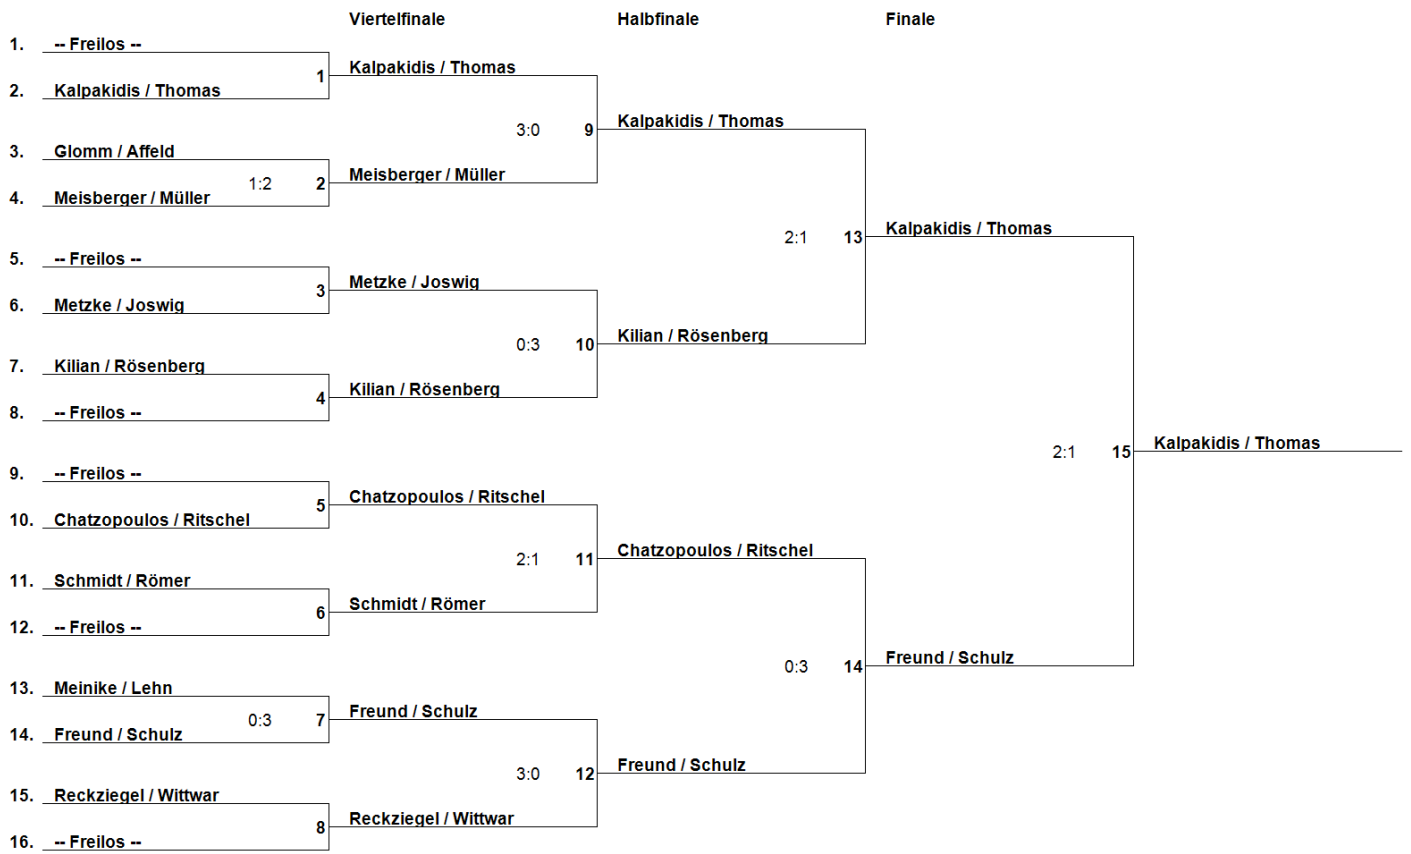 Viertelfinale Halbfinale Finale
1. -- Freilos --
1 Kalpakidis / Thomas
2. Kalpakidis / Thomas
3:0 9 Kalpakidis / Thomas
3. Glomm / Affeld
1:2 2 Meisberger / Müller
4. Meisberger / Müller
2:1 13 Kalpakidis / Thomas
5. -- Freilos --
3 Metzke / Joswig
6. Metzke / Joswig
0:3 10 Kilian / Rösenberg
7. Kilian / Rösenberg
4 Kilian / Rösenberg
8. -- Freilos --
2:1 15 Kalpakidis / Thomas
9. -- Freilos --
5 Chatzopoulos / Ritschel
10. Chatzopoulos / Ritschel
2:1 11 Chatzopoulos / Ritschel
11. Schmidt / Römer
6 Schmidt / Römer
12. -- Freilos --
0:3 14 Freund / Schulz
13. Meinike / Lehn
0:3 7 Freund / Schulz
14. Freund / Schulz
3:0 12 Freund / Schulz
15. Reckziegel / Wittwar
8 Reckziegel / Wittwar
16. -- Freilos --